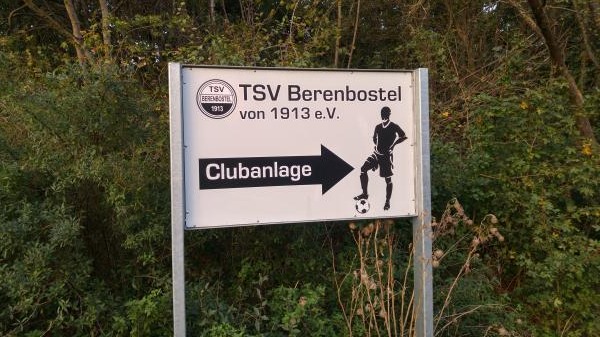 TSV
BERENBOSTEL
1913
TSV Berenbostel
von 1913 e.V.
Clubanlage